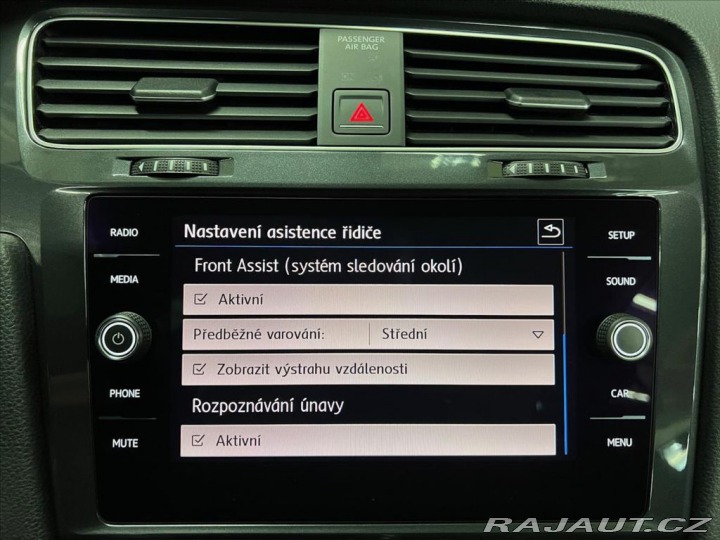 PASSENGER
AIR BAG
RADIO
MEDIA
PHONE
MUTE
Nastavení asistence řidiče
Front Assist (systém sledování okolí)
Aktivní
Předběžné varování: Střední
Zobrazit výstrahu vzdálenosti
Rozpoznávání únavy
Aktivní
SETUP
SOUND
CAR
MENU
RAJAUT.CZ